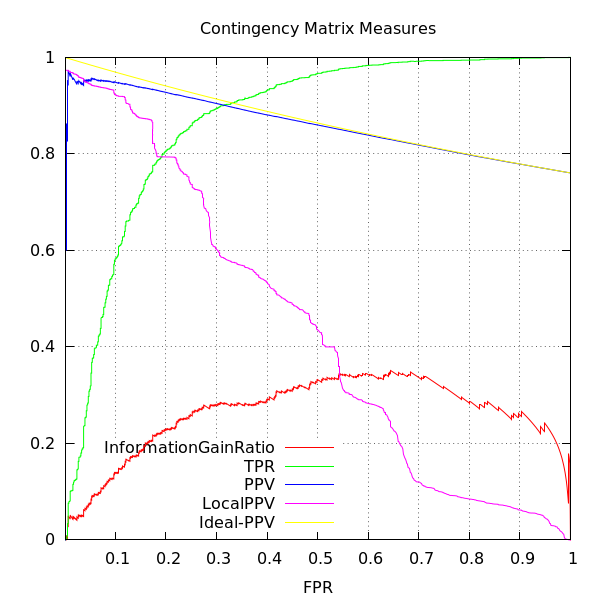 Contingency Matrix Measures
1
0.8
0.6
0.4
0.2
0
InformationGainRatio
TPR
PPV
LocalPPV
Ideal-PPV
0.1 0.2 0.3 0.4 0.5 0.6 0.7 0.8 0.9 1
FPR